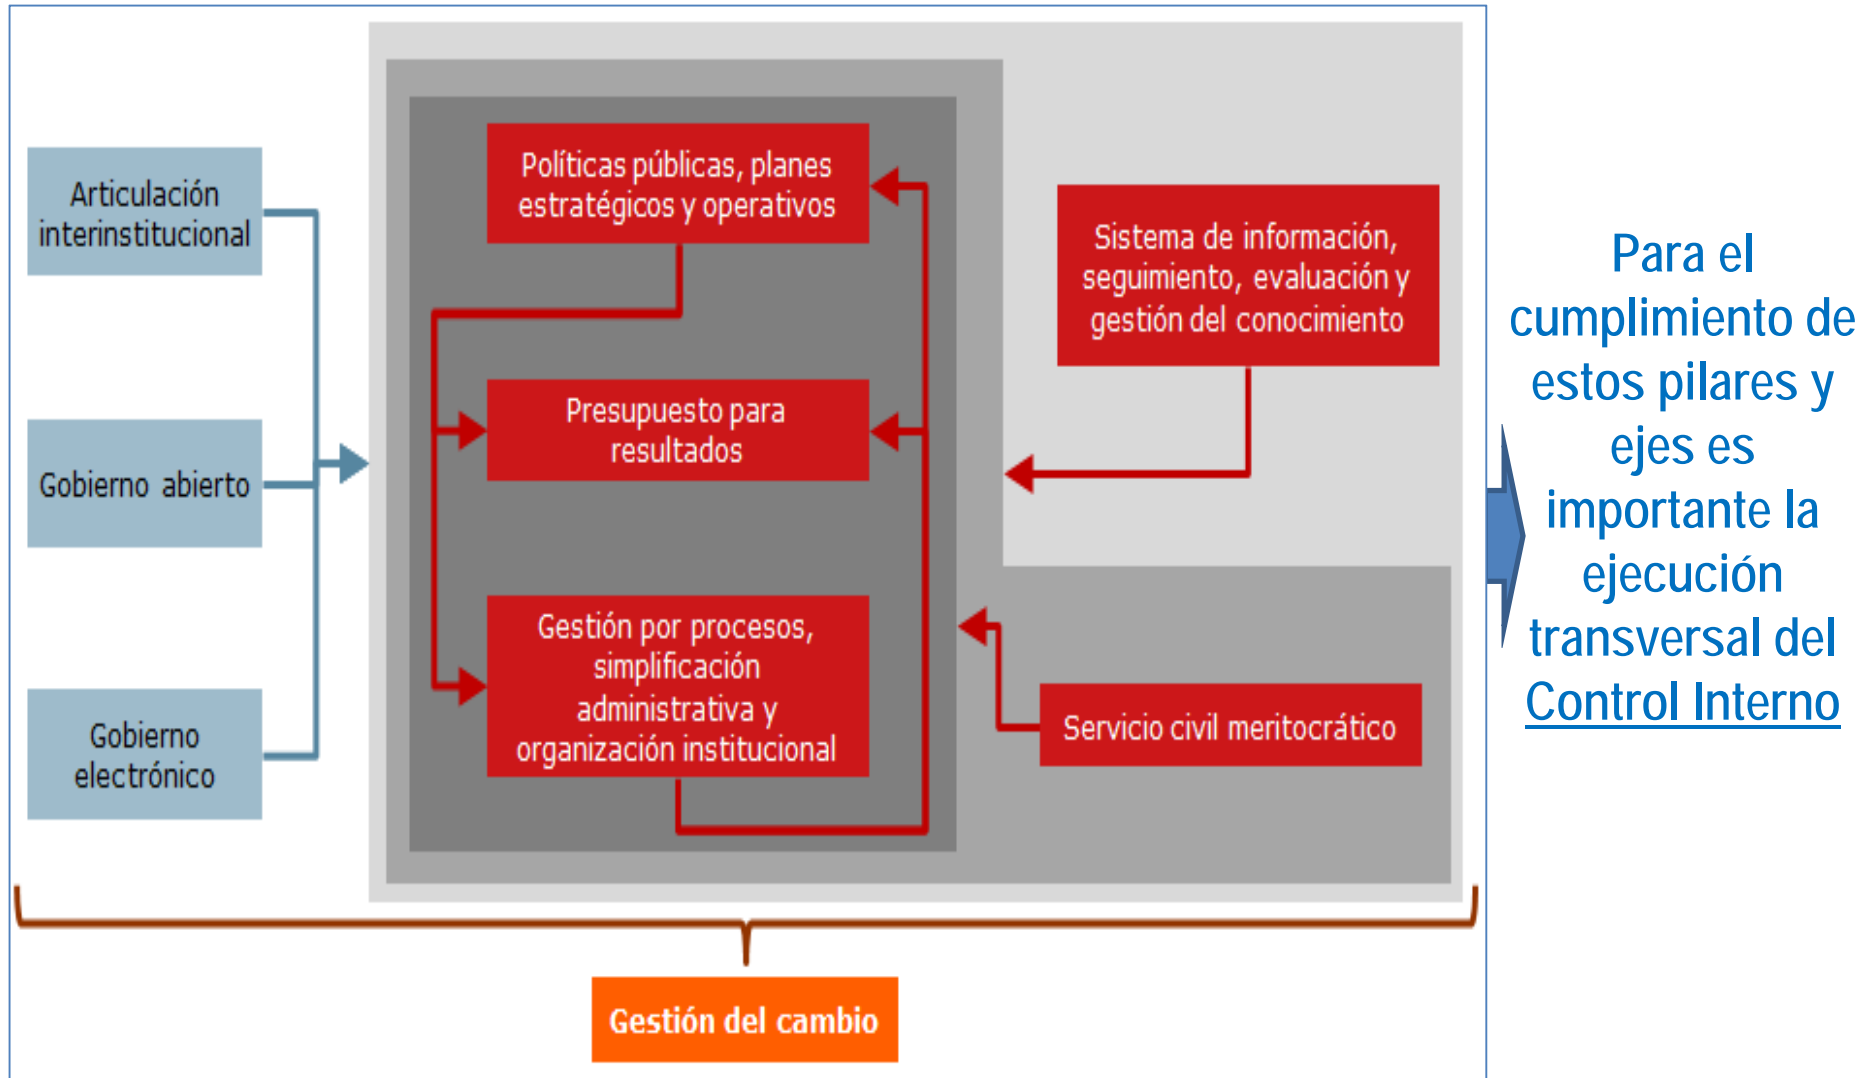 Articulación
interinstitucional
Gobierno abierto
Gobierno
electrónico
Políticas públicas, planes
estratégicos y operativos
Presupuesto para
resultados
Gestión por procesos,
simplificación
administrativa y
organización institucional
Sistema de información,
seguimiento, evaluación y
gestión del conocimiento
Servicio civil meritocrático
Gestión del cambio
Para el
cumplimiento de
estos pilares y
ejes es
importante la
ejecución
transversal del
Control Interno